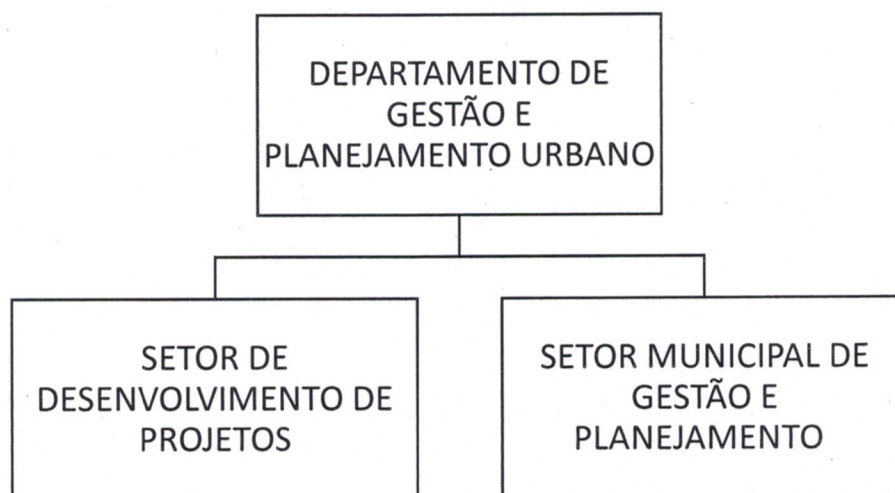 DEPARTAMENTO DE
GESTÃO E
PLANEJAMENTO URBANO
SETOR DE
DESENVOLVIMENTO DE
PROJETOS
SETOR MUNICIPAL DE
GESTÃO E
PLANEJAMENTO